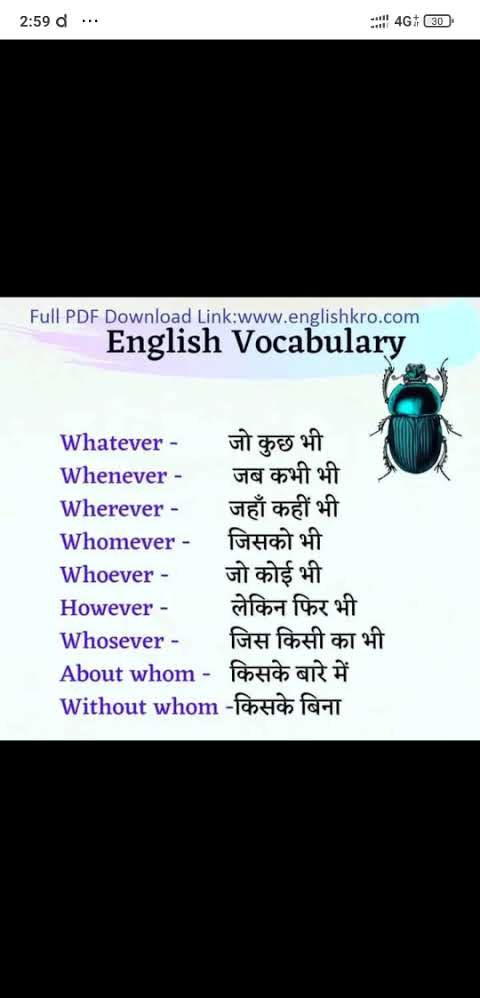 2:59 d ...
4G 30
Full PDF Download Link:www.englishkro.com
English Vocabulary
Whatever - जो कुछ भी
Whenever - जब कभी भी
Wherever - जहाँ कहीं भी
Whomever - जिसको भी
Whoever - जो कोई भी
However - लेकिन फिर भी
Whosever - जिस किसी का भी
About whom - किसके बारे में
Without whom -किसके बिना